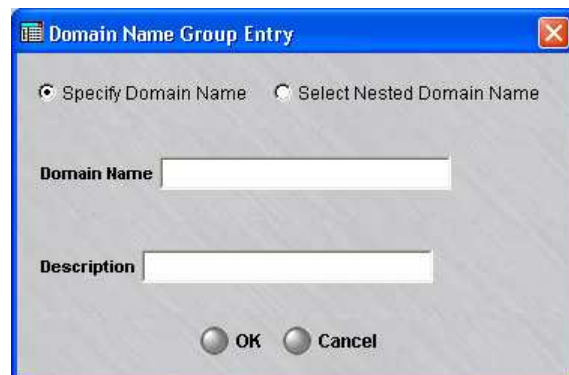 Domain Name Group Entry
Specify Domain Name Select Nested Domain Name
Domain Name
Description
OK Cancel